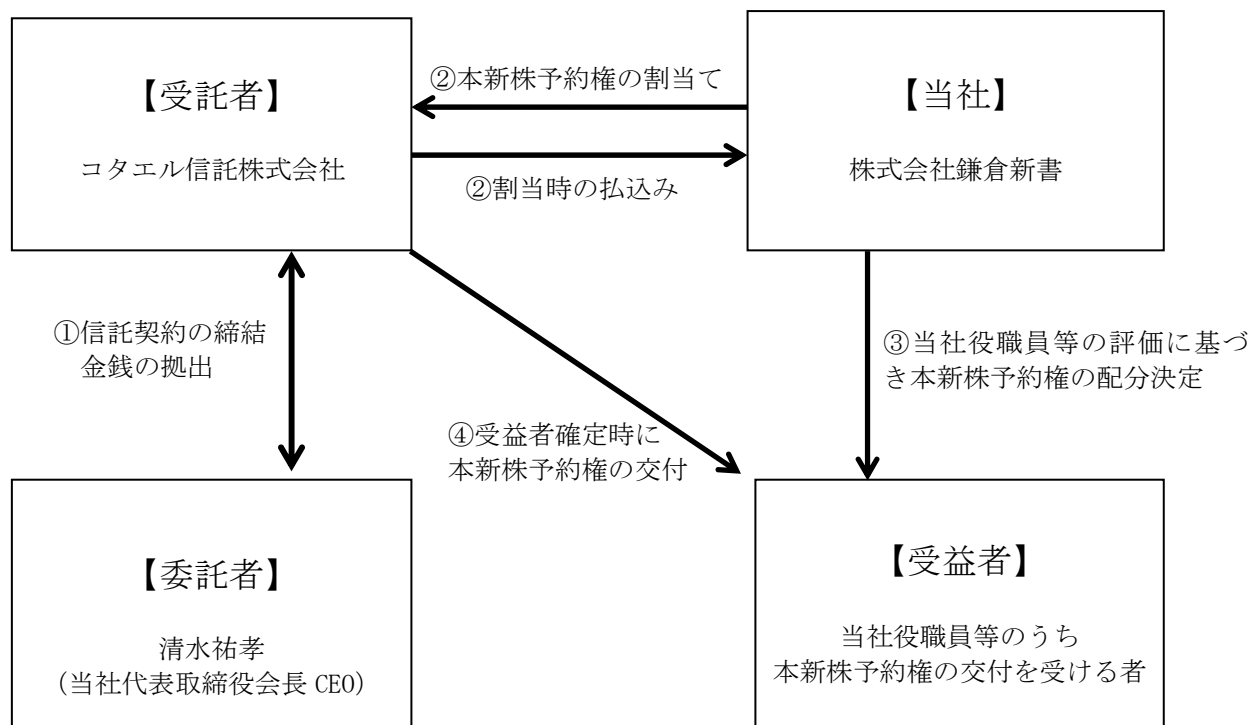 【受託者】
コタエル信託株式会社
②本新株予約権の割当て
②割当時の払込み
【当社】
株式会社鎌倉新書
①信託契約の締結
金銭の拠出
③当社役職員等の評価に基づ
き本新株予約権の配分決定
④受益者確定時に
本新株予約権の交付
【委託者】
清水祐孝
(当社代表取締役会長 CEO)
【受益者】
当社役職員等のうち
本新株予約権の交付を受ける者